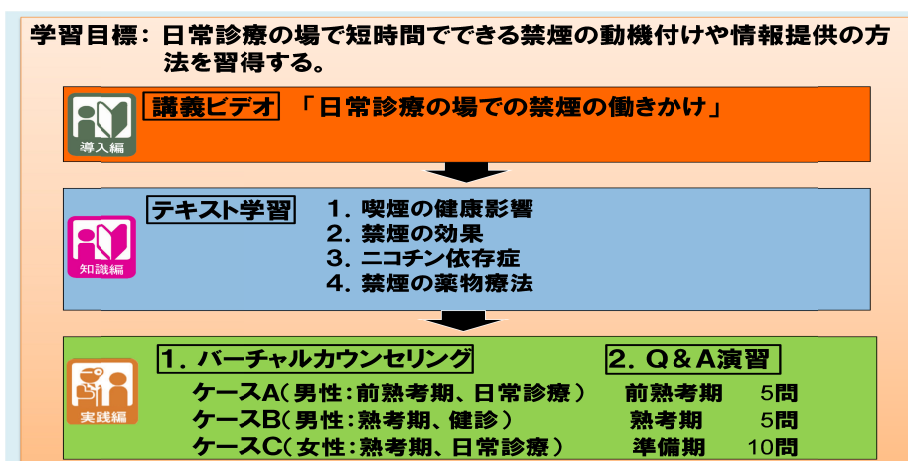 学習目標：日常診療の場で短時間でできる禁煙の動機付けや情報提供の方
法を習得する。
講義ビデオ 「日常診療の場での禁煙の働きかけ」
導入編
テキスト学習 1．喫煙の健康影響
2．禁煙の効果
3．ニコチン依存症
4．禁煙の薬物療法
知識編
1．バーチャルカウンセリング 2．Q&A演習
ケースA（男性：前熟考期、日常診療） 前熟考期 5問
ケースB（男性：熟考期、健診） 熟考期 5問
ケースC（女性：熟考期、日常診療） 準備期 10問
実践編